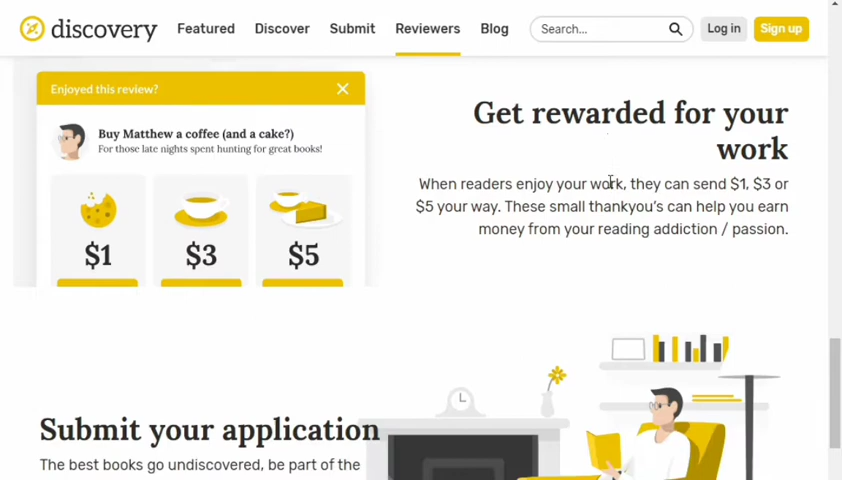 discovery Featured Discover Submit Reviewers Blog Search... Log in Sign up
Enjoyed this review?
Buy Matthew a coffee (and a cake?)
For those late nights spent hunting for great books!
$1 $3 $5
Get rewarded for your
work
When readers enjoy your work, they can send $1, $3 or
$5 your way. These small thankyou's can help you earn
money from your reading addiction / passion.
Submit your application
The best books go undiscovered, be part of the